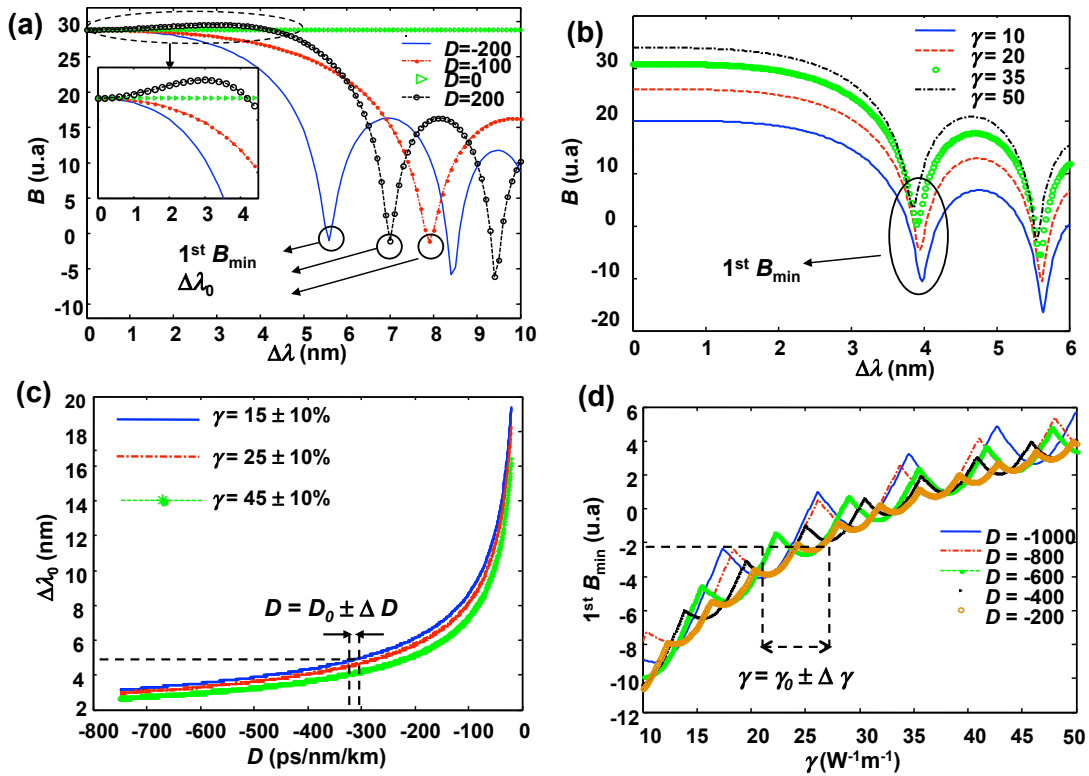 (a)
30
25
20
15
10
5
0
-5
-10
B (u.a)
D=-200
D=-100
D=0
D=200
0 1 2 3 4
1st Bmin
Δλ0
0 1 2 3 4 5 6 7 8 9 10
Δλ (nm)
(b)
40
30
20
10
0
-10
-20
B (u.a)
γ = 10
γ = 20
γ = 35
γ = 50
1st Bmin
0 1 2 3 4 5 6
Δλ (nm)
(c)
20
18
16
14
12
10
8
6
4
2
Δλ0 (nm)
γ = 15 ± 10%
γ = 25 ± 10%
γ = 45 ± 10%
D = D0 ± Δ D
-800 -700 -600 -500 -400 -300 -200 -100 0
D (ps/nm/km)
(d)
6
4
2
0
-2
-4
-6
-8
-10
-12
1st Bmin (u.a)
D = -1000
D = -800
D = -600
D = -400
D = -200
γ = γ0 ± Δ γ
10 15 20 25 30 35 40 45 50
γ(W-1m-1)